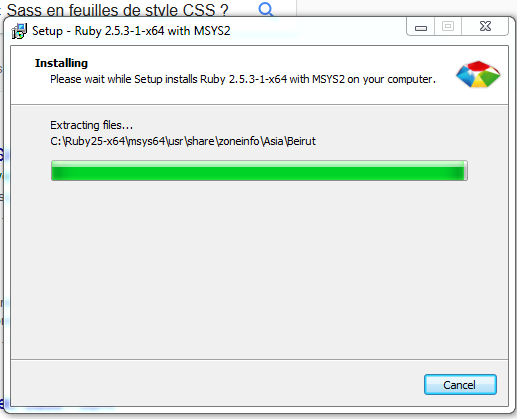 Sass en feuilles de style CSS ?
Setup - Ruby 2.5.3-1-x64 with MSYS2
Installing
Please wait while Setup installs Ruby 2.5.3-1-x64 with MSYS2 on your computer.
Extracting files...
C:\Ruby25-x64\msys64\usr\share\zoneinfo\Asia\Beirut
Cancel